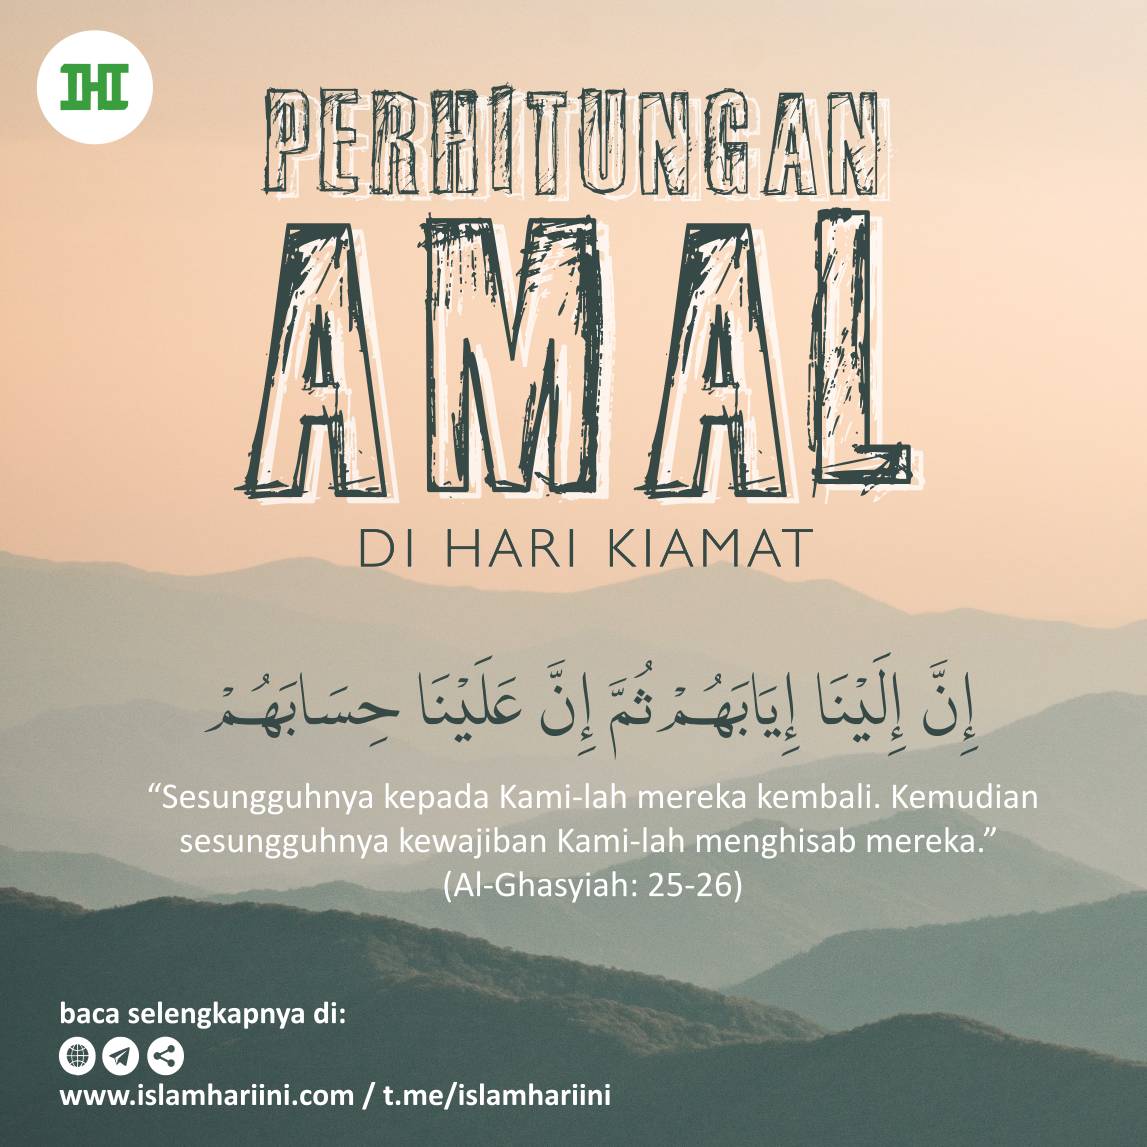 IHI
PERHITUNGAN
AMAL
DI HARI KIAMAT
إِنَّ إِلَيْنَا إِيَابَهُمْ ثُمَّ إِنَّ عَلَيْنَا حِسَابَهُمْ
“Sesungguhnya kepada Kami-lah mereka kembali. Kemudian
sesungguhnya kewajiban Kami-lah menghisab mereka.”
(Al-Ghasyiah: 25-26)
baca selengkapnya di:
www.islamhariini.com / t.me/islamhariini